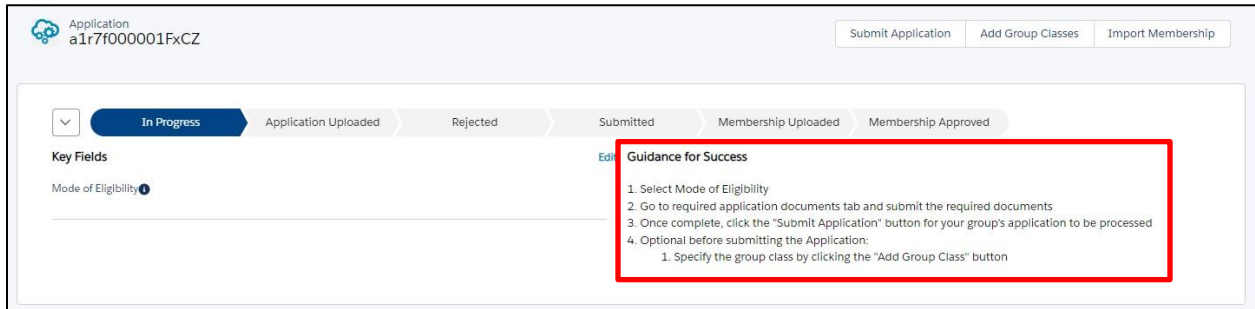 Application
a1r7f000001FxCZ
Submit Application
Add Group Classes
Import Membership
In Progress
Application Uploaded
Rejected
Submitted
Membership Uploaded
Membership Approved
Key Fields
Edit
Mode of Eligibility
Guidance for Success
1. Select Mode of Eligibility
2. Go to required application documents tab and submit the required documents
3. Once complete, click the "Submit Application" button for your group's application to be processed
4. Optional before submitting the Application:
1. Specify the group class by clicking the "Add Group Class" button